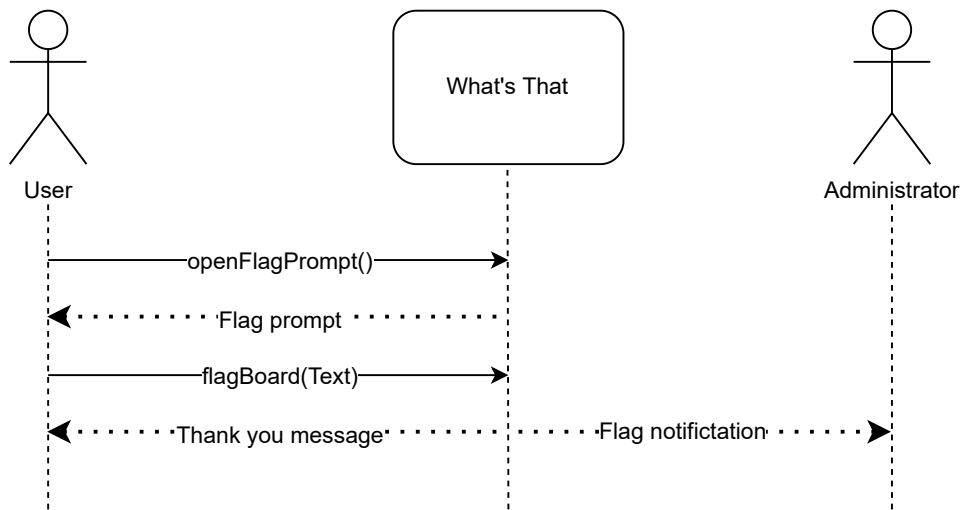 What's That
User
Administrator
openFlagPrompt()
Flag prompt
flagBoard(Text)
Thank you message
Flag notifictation